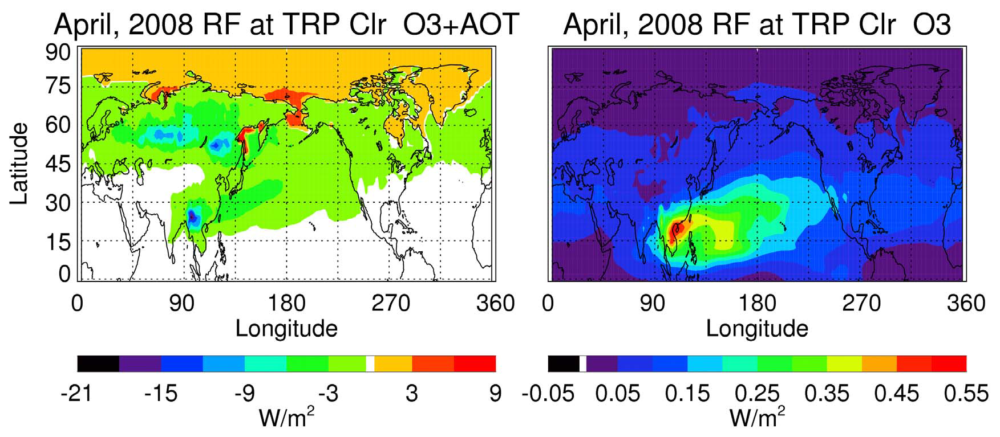 April, 2008 RF at TRP Clr O3+AOT
90
75
60
45
30
15
0
Latitude
0 90 180 270 360
Longitude
-21 -15 -9 -3 3 9
W/m²
April, 2008 RF at TRP Clr O3
0 90 180 270 360
Longitude
-0.05 0.05 0.15 0.25 0.35 0.45 0.55
W/m²